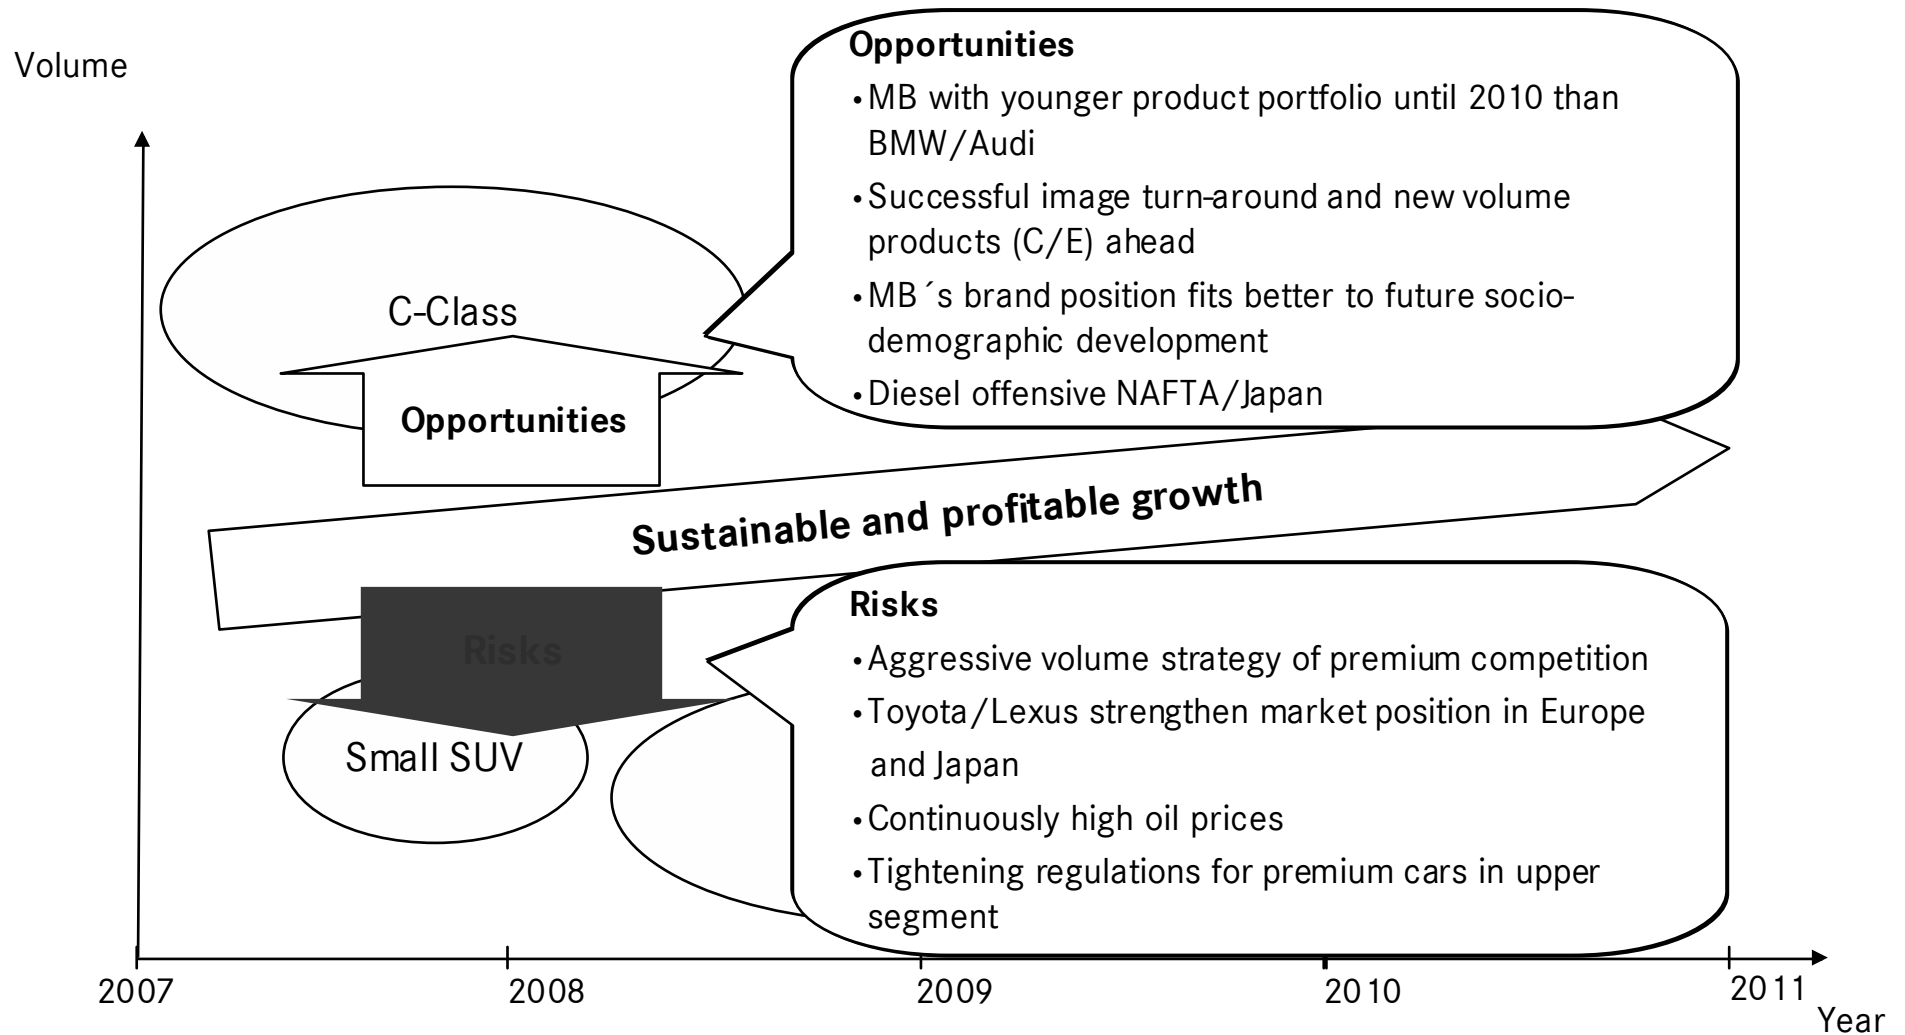 Volume
Opportunities
•MB with younger product portfolio until 2010 than
BMW/Audi
•Successful image turn-around and new volume
products (C/E) ahead
•MB´s brand position fits better to future socio-
demographic development
•Diesel offensive NAFTA/Japan
C-Class
Opportunities
Sustainable and profitable growth
Risks
Small SUV
Risks
•Aggressive volume strategy of premium competition
•Toyota/Lexus strengthen market position in Europe
and Japan
•Continuously high oil prices
•Tightening regulations for premium cars in upper
segment
2007 2008 2009 2010 2011
Year